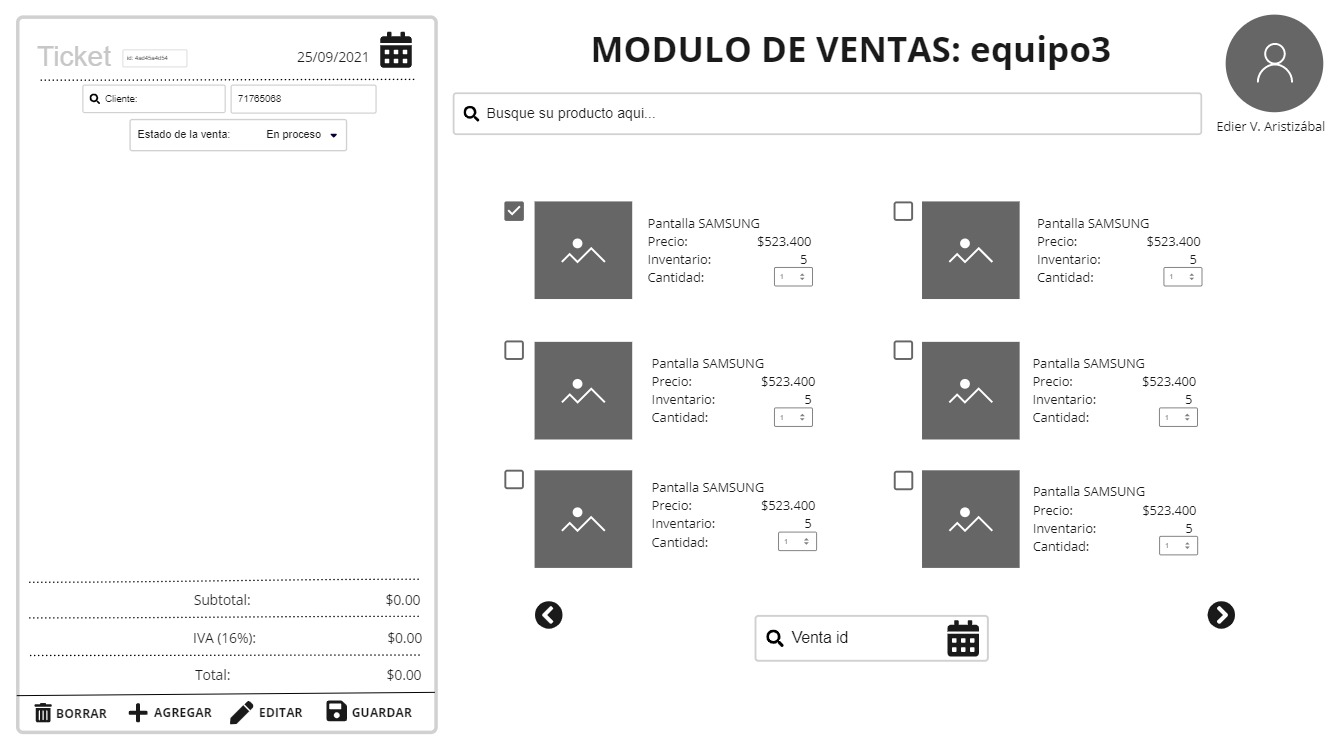 Ticket
id: 4ad45a4d54
25/09/2021
Cliente:
71765068
Estado de la venta: En proceso
Subtotal: $0.00
IVA (16%): $0.00
Total: $0.00
BORRAR AGREGAR EDITAR GUARDAR
MODULO DE VENTAS: equipo3
Edier V. Aristizábal
Busque su producto aqui...
Pantalla SAMSUNG
Precio: $523.400
Inventario: 5
Cantidad: 1
Pantalla SAMSUNG
Precio: $523.400
Inventario: 5
Cantidad: 1
Pantalla SAMSUNG
Precio: $523.400
Inventario: 5
Cantidad: 1
Pantalla SAMSUNG
Precio: $523.400
Inventario: 5
Cantidad: 1
Pantalla SAMSUNG
Precio: $523.400
Inventario: 5
Cantidad: 1
Pantalla SAMSUNG
Precio: $523.400
Inventario: 5
Cantidad: 1
Venta id